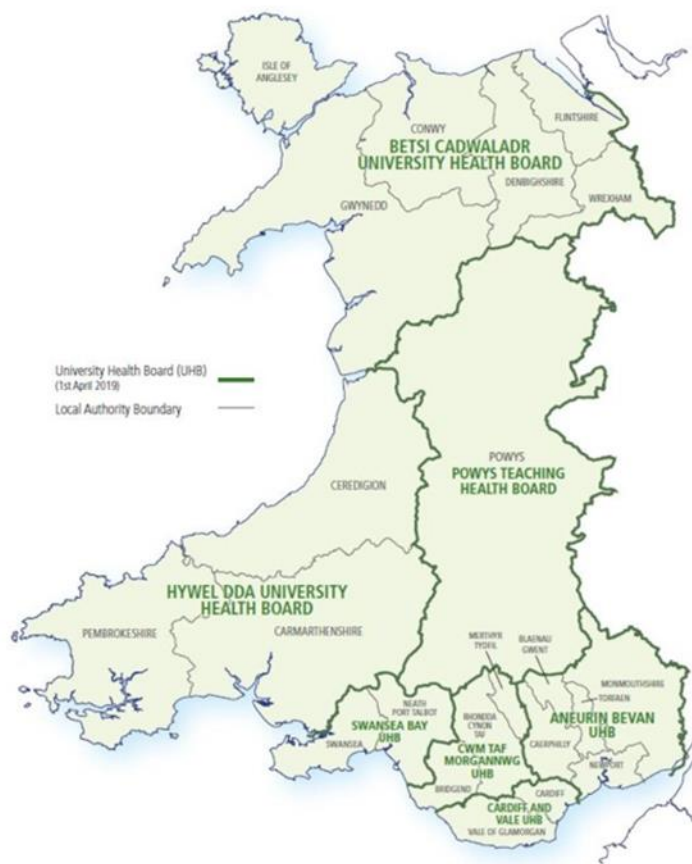 ISLE OF
ANGLESEY
FLINTSHIRE
CONWY
BETSI CADWALADR
UNIVERSITY HEALTH BOARD
DENBIGHSHIRE
WREXHAM
GWYNEDD
University Health Board (UHB)
(1st April 2019)
Local Authority Boundary
POWYS
POWYS TEACHING
HEALTH BOARD
CEREDIGION
HYWEL DDA UNIVERSITY
HEALTH BOARD
PEMBROKESHIRE
CARMARTHENSHIRE
MERTHYR
TYDFIL
BLAENAU
GWENT
MONMOUTHSHIRE
TORFAEN
NEATH
PORT TALBOT
SWANSEA BAY
UHB
SWANSEA
RHONDDA
CYNON
TAF
CWM TAF
MORGANNWG
UHB
BRIDGEND
ANEURIN BEVAN
UHB
CAERPHILLY
NEWPORT
CARDIFF
CARDIFF AND
VALE UHB
VALE OF GLAMORGAN